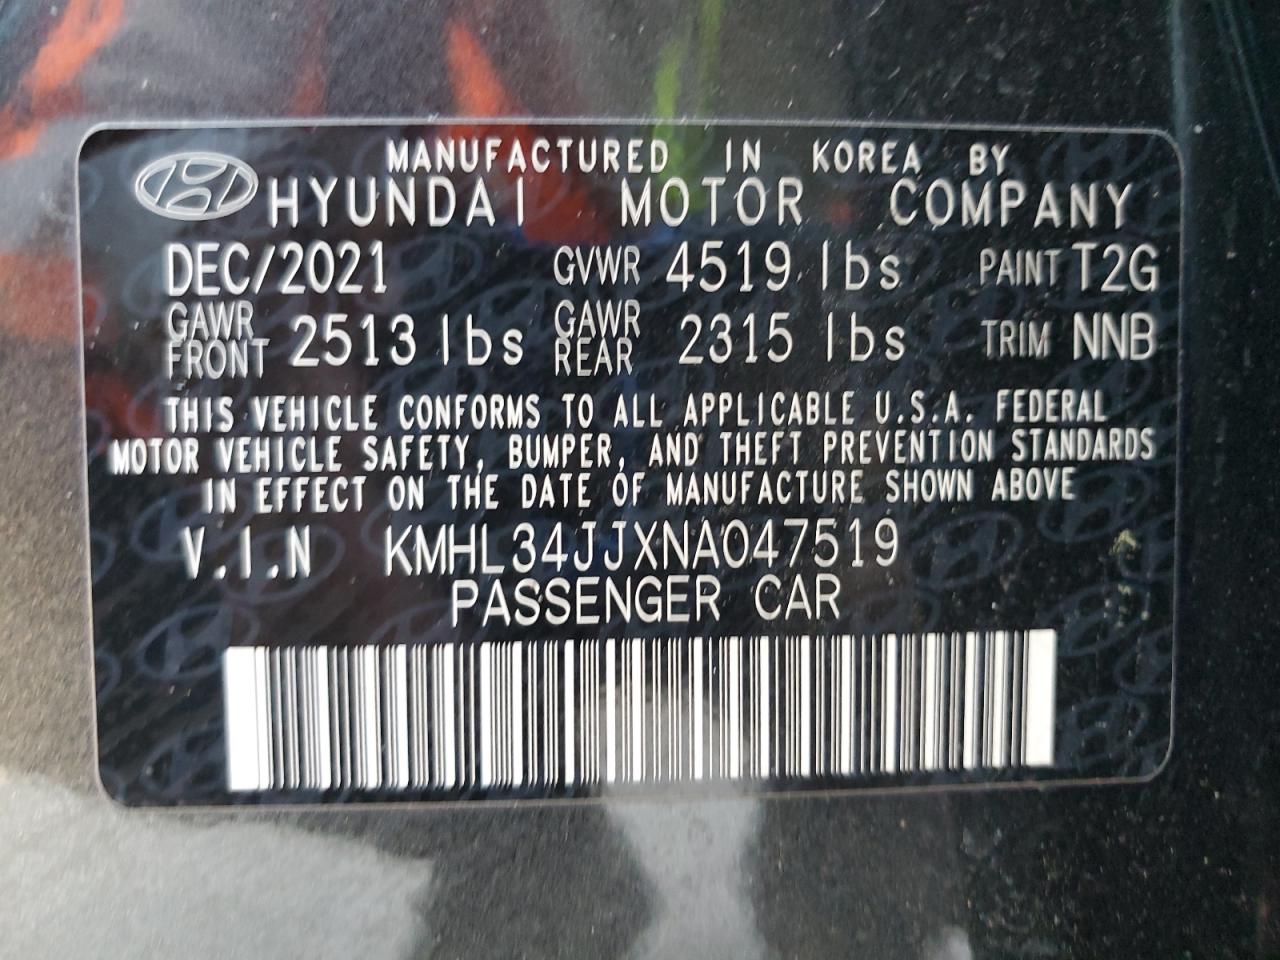 MANUFACTURED IN KOREA BY
HYUNDAI MOTOR COMPANY
DEC/2021 GVWR 4519 lbs PAINT T2G
GAWR FRONT 2513 lbs GAWR REAR 2315 lbs TRIM NNB
THIS VEHICLE CONFORMS TO ALL APPLICABLE U.S.A. FEDERAL
MOTOR VEHICLE SAFETY, BUMPER, AND THEFT PREVENTION STANDARDS
IN EFFECT ON THE DATE OF MANUFACTURE SHOWN ABOVE
V.I.N KMHL34JJXNA047519
PASSENGER CAR